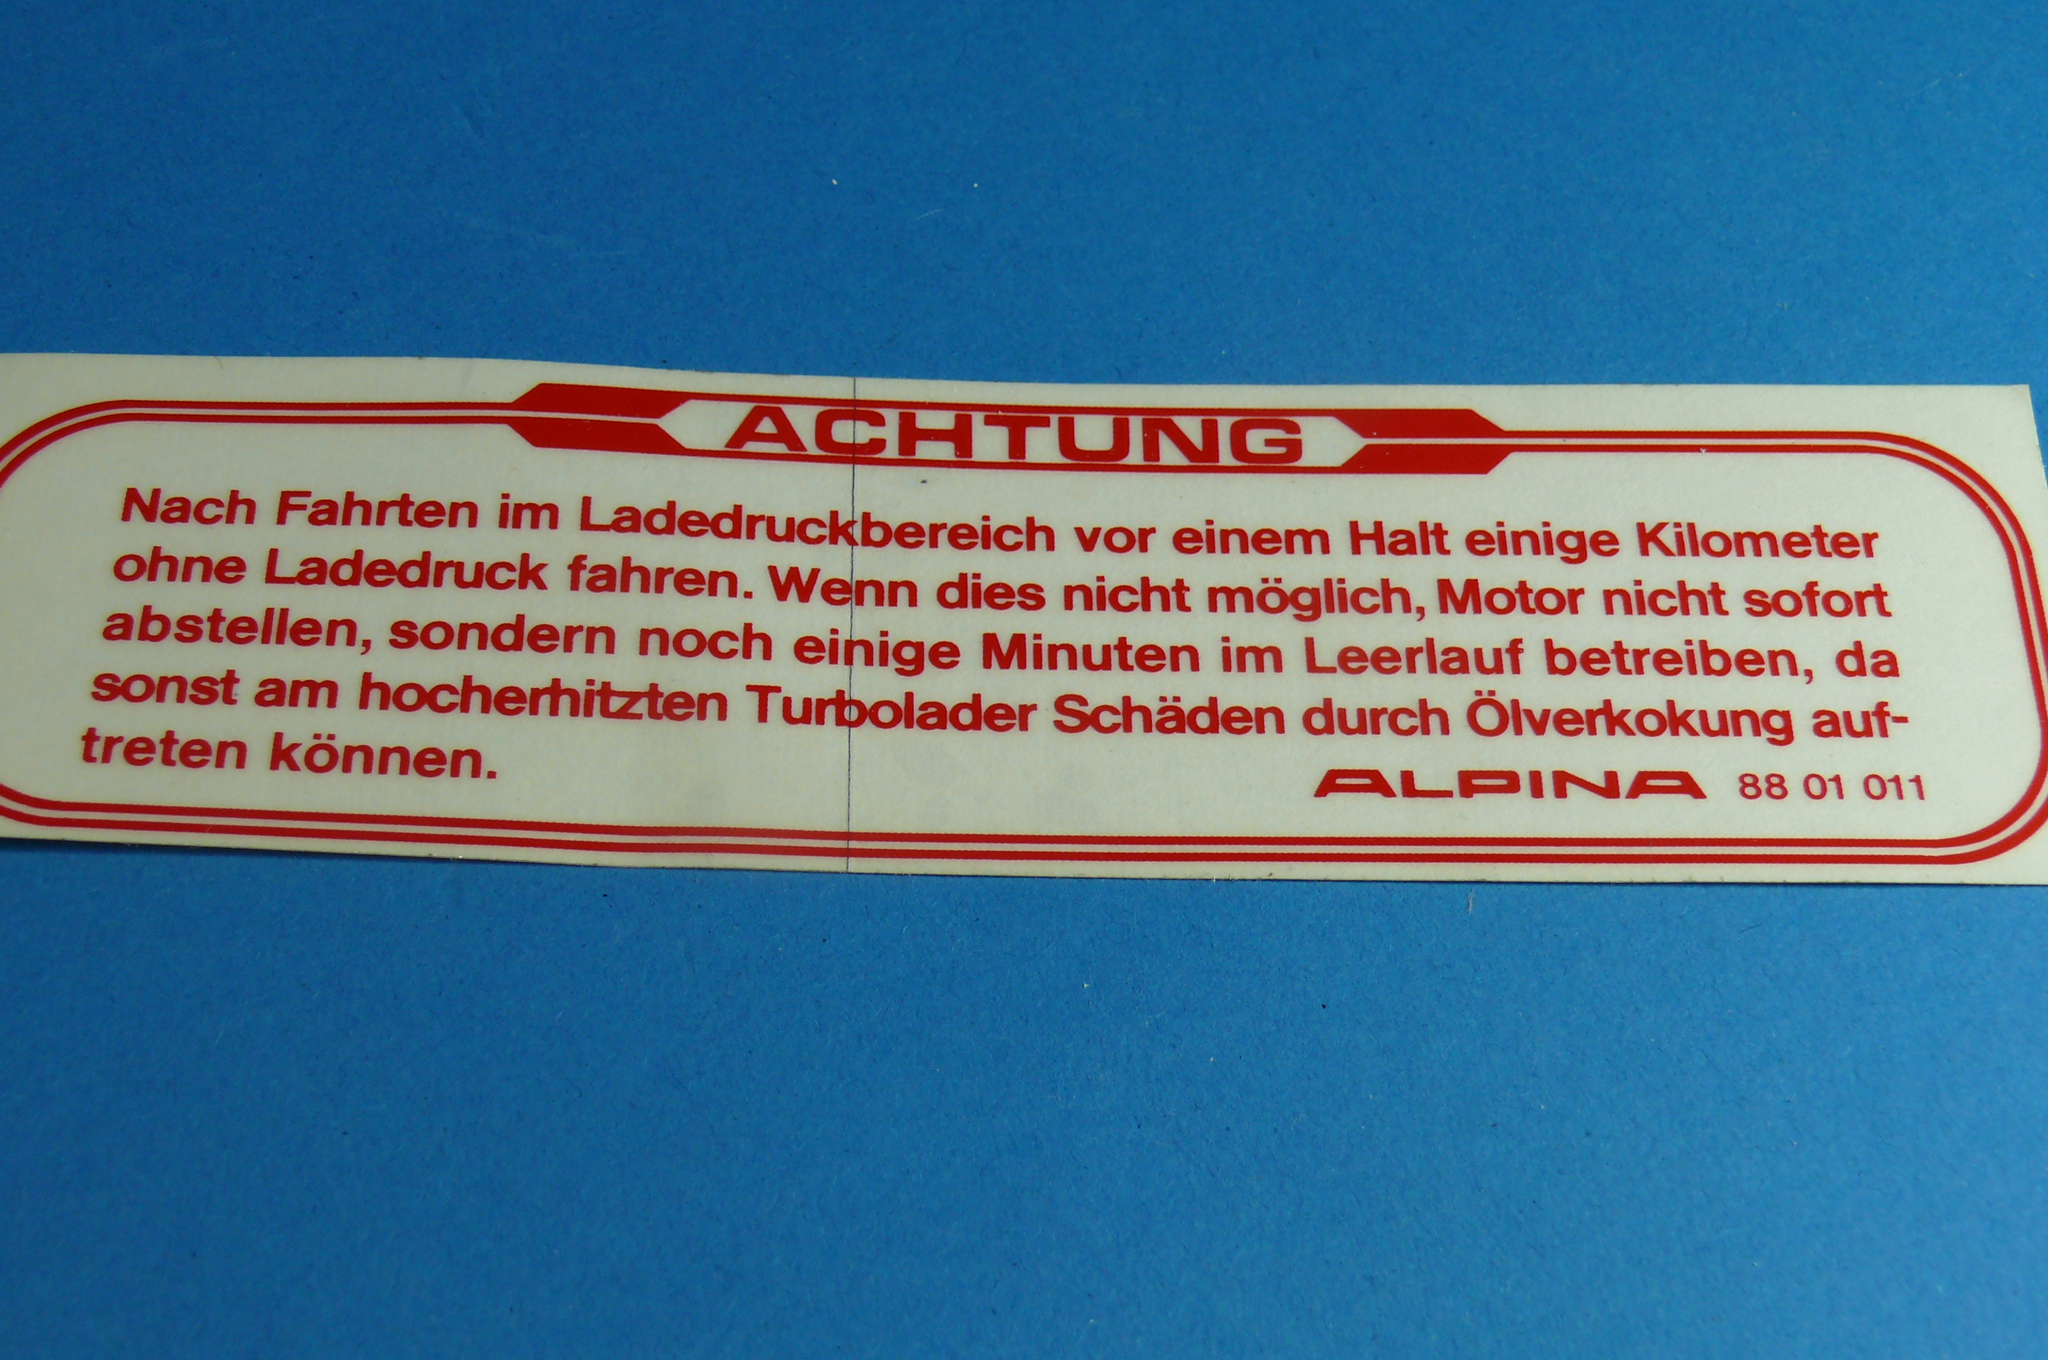 ACHTUNG
Nach Fahrten im Ladedruckbereich vor einem Halt einige Kilometer
ohne Ladedruck fahren. Wenn dies nicht möglich, Motor nicht sofort
abstellen, sondern noch einige Minuten im Leerlauf betreiben, da
sonst am hocherhitzten Turbolader Schäden durch Ölverkokung auf-
treten können.
ALPINA 88 01 011